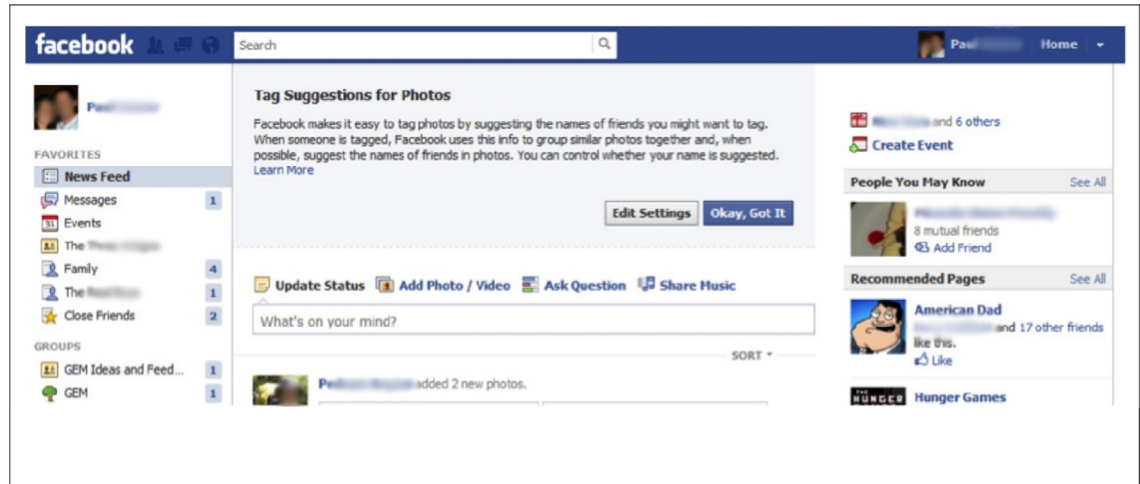 facebook
Search
Home
Tag Suggestions for Photos
Facebook makes it easy to tag photos by suggesting the names of friends you might want to tag.
When someone is tagged, Facebook uses this info to group similar photos together and, when
possible, suggest the names of friends in photos. You can control whether your name is suggested.
Learn More
Edit Settings Okay, Got It
FAVORITES
News Feed
Messages 1
31 Events
The
Family 4
The 1
Close Friends 2
GROUPS
GEM Ideas and Feed... 1
GEM 1
Update Status Add Photo / Video Ask Question Share Music
What's on your mind?
SORT
added 2 new photos.
and 6 others
Create Event
People You May Know See All
8 mutual friends
Add Friend
Recommended Pages See All
American Dad
and 17 other friends
like this.
Like
THE
HUNGER
Hunger Games